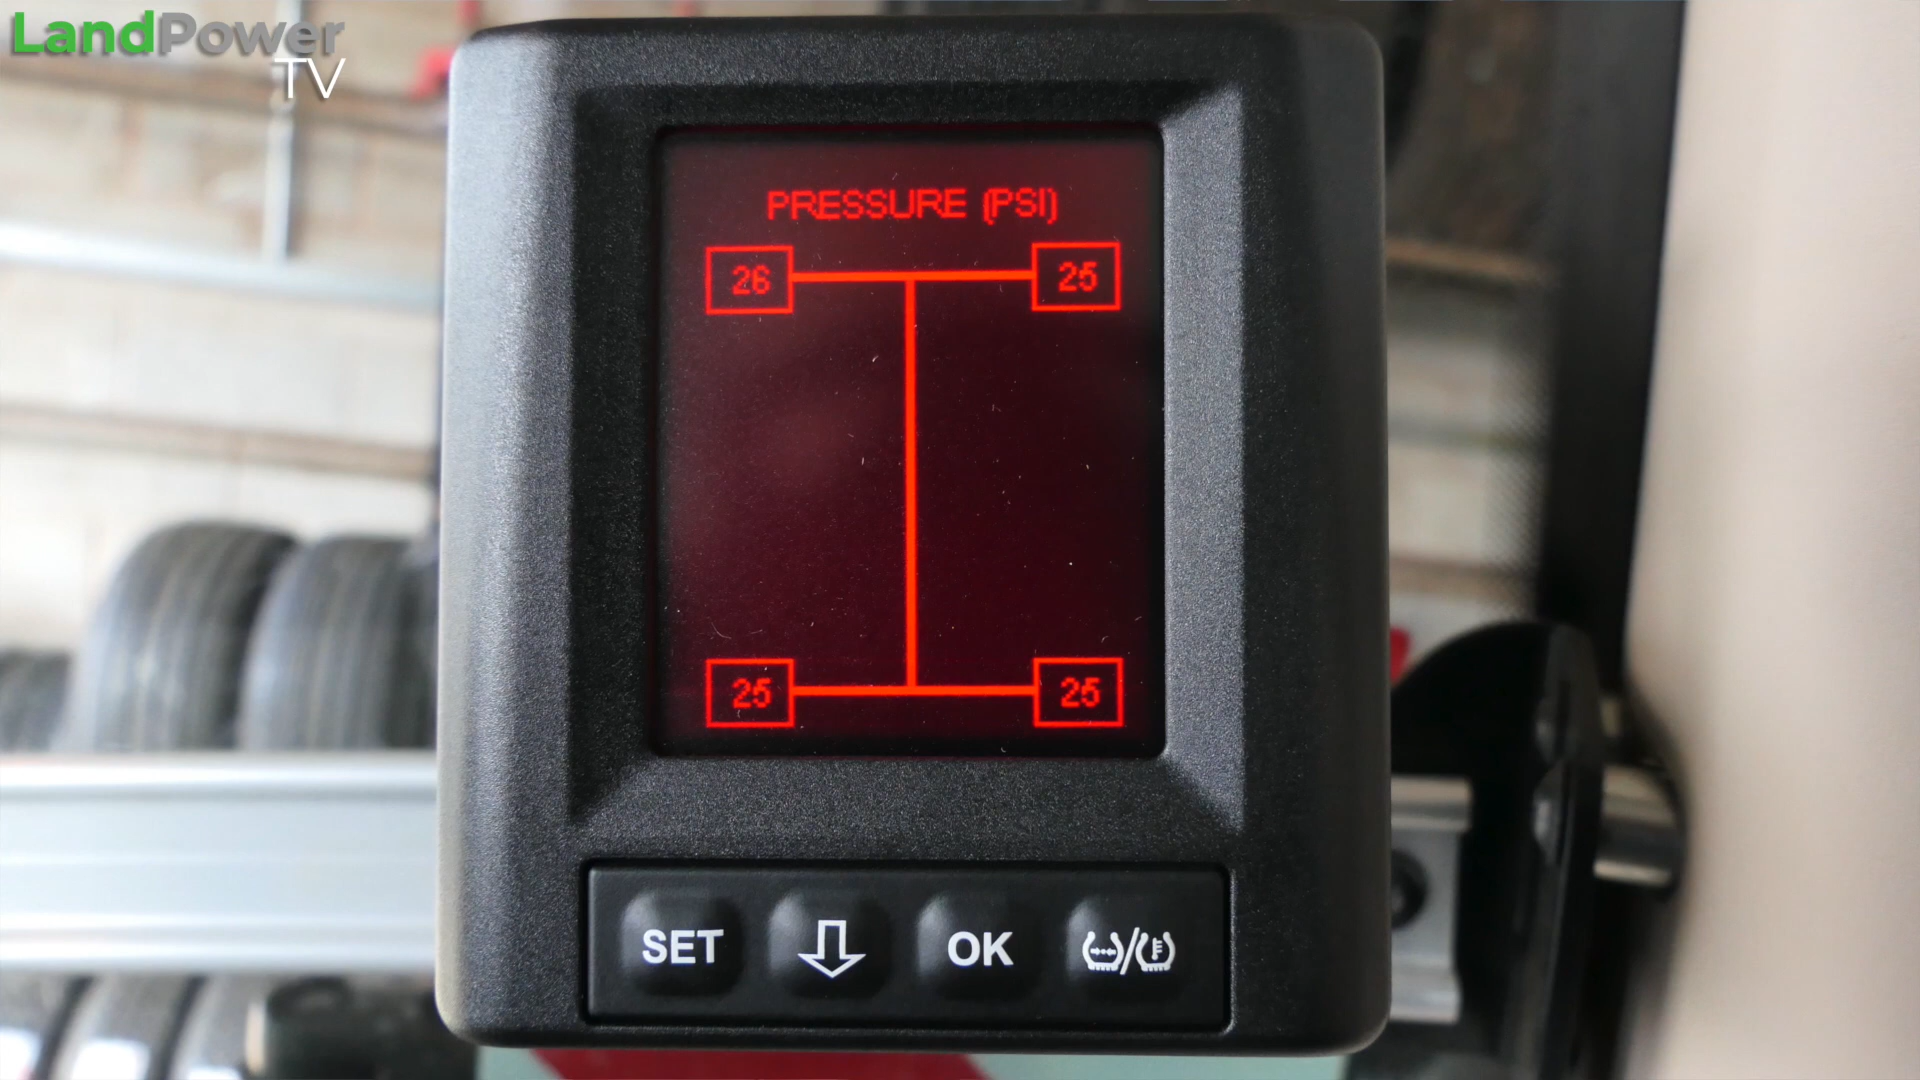 LandPower
TV
PRESSURE (PSI)
26 25
25 25
SET OK